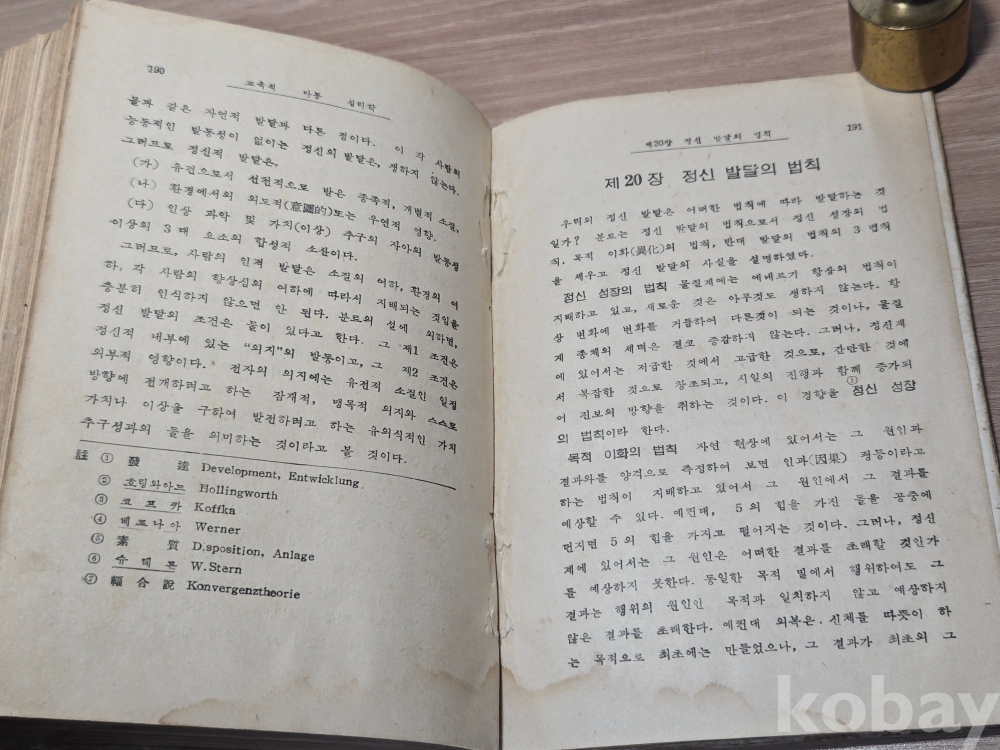 190
교육적 아동 심리학
물과 같은 자연적 발달과 다른 점이다. 이 각 사람의
능동적인 발동성이 없이는 정신의 발달은, 생하지 않는다.
그러므로 정신적 발달은,
(가) 유전으로서 선천적으로 받은 종족적, 개별적 소질,
(나) 환경에서의 의도적(意圖的)또는 우연적 영향.
(다) 인상 과학 및 가치(이상) 추구의 자아의 발동성
이상의 3대 요소의 합성적 소산이다.
그러므로, 사람의 인격 발달은 소질의 여하, 환경의 여
하, 각 사람의 향상심의 여하에 따라서 지배되는 것임을
충분히 인식하지 않으면 안 된다. 분트의 설에 의하면,
정신 발달의 조건은 둘이 있다고 한다. 그 제1 조건은
정신적 내부에 있는 “의지”의 발동이고, 그 제2 조건은
외부적 영향이다. 전자의 의지에는 유전적 소질인 일정
방향에 전개하려고 하는 잠재적, 맹목적 의지와 스스로
가치나 이상을 구하여 발전하려고 하는 유의식적인 가치
추구성과의 둘을 의미하는 것이라고 볼 것이다.
註 ① 發 達 Development, Entwicklung
② 호링와아드 Hollingworth
③ 코프카 Koffka
④ 베르나아 Werner
⑤ 素 質 D.sposition, Anlage
⑥ 슈테른 W. Stern
⑦ 輻合說 Konvergenztheorie
제20장 정신 발달의 법칙
191
제 20 장 정신 발달의 법칙
우리의 정신 발달은 어떠한 법칙에 따라 발달하는 것
일가? 분트는 정신 발달의 법칙으로서 정신 성장의 법
칙, 목적 이화(異化)의 법칙, 반대 발달의 법칙의 3 법칙
을 세우고 정신 발달의 사실을 설명하였다.
정신 성장의 법칙 물질계에는 에네르기 항장의 법칙이
지배하고 있고, 새로운 것은 아무것도 생하지 않는다. 항
상 변화에 변화를 거듭하여 다른것이 되는 것이나, 물질
계 총체의 세력은 결코 증감하지 않는다. 그러나, 정신계
에 있어서는 저급한 것에서 고급한 것으로, 간단한 것에
서 복잡한 것으로 창조되고, 시일의 진행과 함께 증가되
어 진보의 방향을 취하는 것이다. 이 경향을 ①정신 성장
의 법칙이라 한다.
목적 이화의 법칙 자연 현상에 있어서는 그 원인과
결과와를 양적으로 측정하여 보면 인과(因果) 평등이라고
하는 법칙이 지배하고 있어서 그 원인에서 그 결과를
예상할 수 있다. 예컨대, 5의 힘을 가진 돌을 공중에
던지면 5의 힘을 가지고 떨어지는 것이다. 그러나, 정신
계에 있어서는 그 원인은 어떠한 결과를 초래할 것인가
를 예상하지 못한다. 동일한 목적 밑에서 행위하여도 그
결과는 행위의 원인인 목적과 일치하지 않고 예상하지
않은 결과를 초래한다. 예컨대 의복은 신체를 따뜻이 하
는 목적으로 최초에는 만들었으나, 그 결과가 최초의 그
kobay